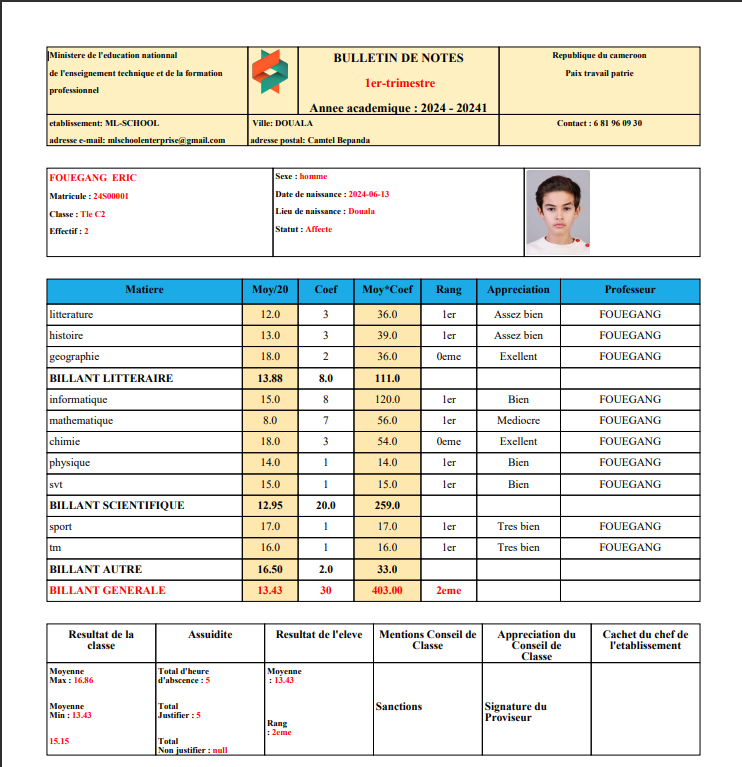 Ministere de l'education nationnal
de l'enseignement technique et de la formation
professionnel
BULLETIN DE NOTES
1er-trimestre
Annee academique : 2024 - 20241
Republique du cameroon
Paix travail patrie
etablissement: ML-SCHOOL
adresse e-mail: mlschoolenterprise@gmail.com
Ville: DOUALA
adresse postal: Camtel Bepanda
Contact : 6 81 96 09 30
FOUEGANG ERIC
Matricule : 24S00001
Classe : Tle C2
Effectif : 2
Sexe : homme
Date de naissance : 2024-06-13
Lieu de naissance : Douala
Statut : Affecte
Matiere Moy/20 Coef Moy*Coef Rang Appreciation Professeur
litterature 12.0 3 36.0 1er Assez bien FOUEGANG
histoire 13.0 3 39.0 1er Assez bien FOUEGANG
geographie 18.0 2 36.0 0eme Exellent FOUEGANG
BILLANT LITTERAIRE 13.88 8.0 111.0
informatique 15.0 8 120.0 1er Bien FOUEGANG
mathematique 8.0 7 56.0 1er Mediocre FOUEGANG
chimie 18.0 3 54.0 0eme Exellent FOUEGANG
physique 14.0 1 14.0 1er Bien FOUEGANG
svt 15.0 1 15.0 1er Bien FOUEGANG
BILLANT SCIENTIFIQUE 12.95 20.0 259.0
sport 17.0 1 17.0 1er Tres bien FOUEGANG
tm 16.0 1 16.0 1er Tres bien FOUEGANG
BILLANT AUTRE 16.50 2.0 33.0
BILLANT GENERALE 13.43 30 403.00 2eme
Resultat de la
classe
Assuidite
Resultat de l'eleve
Mentions Conseil de
Classe
Appreciation du
Conseil de
Classe
Cachet du chef de
l'etablissement
Moyenne
Max : 16.86
Moyenne
Min : 13.43
15.15
Total d'heure
d'abscence : 5
Total
Justifier : 5
Total
Non justifier : null
Moyenne
: 13.43
Rang
: 2eme
Sanctions
Signature du
Proviseur